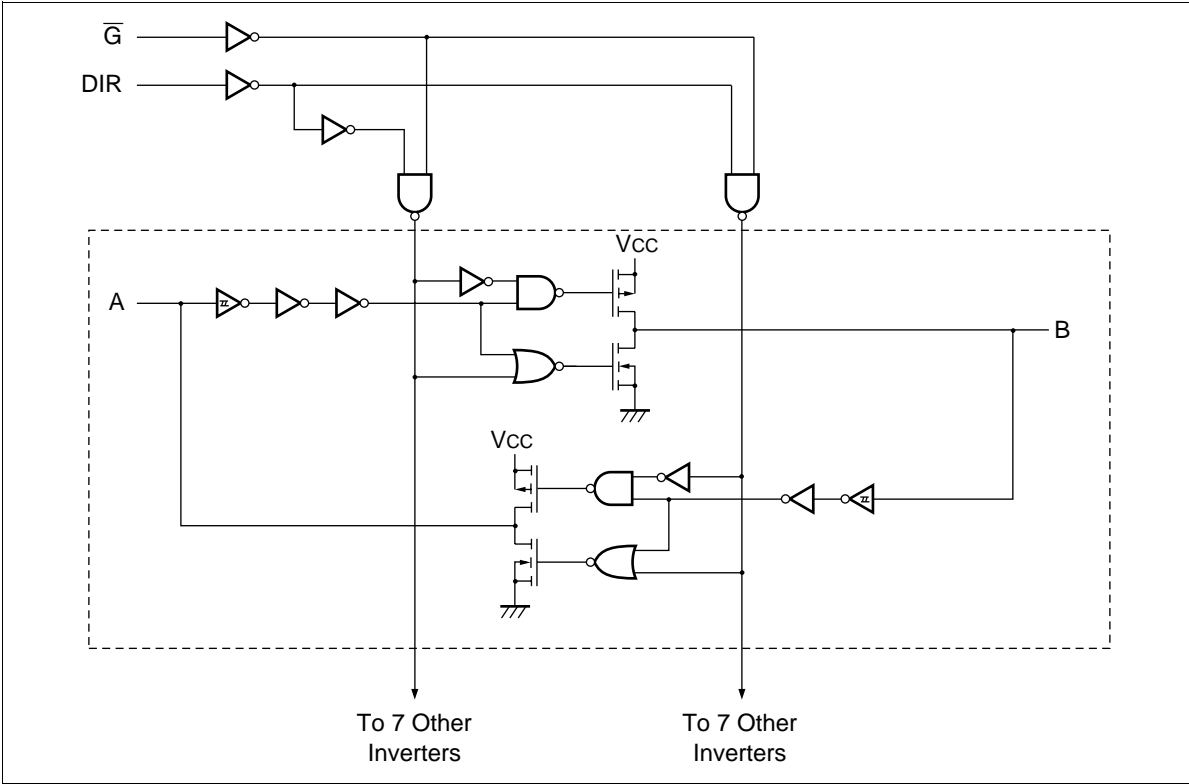 G̅
DIR
VCC
A
B
VCC
To 7 Other
Inverters
To 7 Other
Inverters